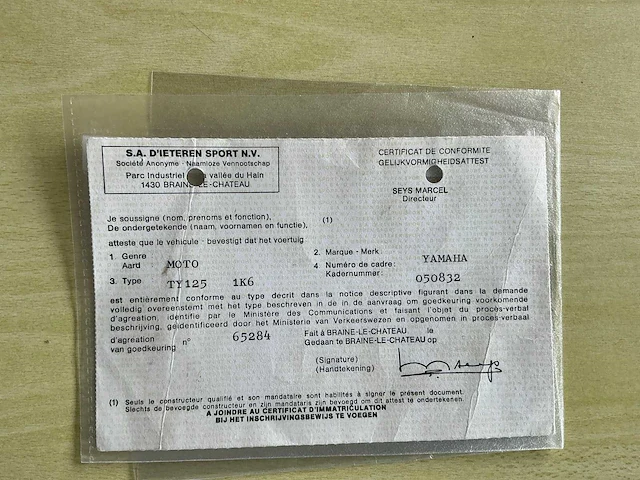 S.A. D'IETEREN SPORT N.V.
Société Anonyme - Naamloze Vennootschap
Parc Industriel vallée du Hain
1430 BRAINE-LE-CHATEAU
CERTIFICAT DE CONFORMITE
GELIJKVORMIGHEIDSATTEST
SEYS MARCEL
Directeur
Je soussigne (nom, prenoms et fonction),
De ondergetekende (naam, voornamen en functie), (1)
atteste que le vehicule - bevestigt dat het voertuig
1. Genre
Aard : MOTO
2. Marque - Merk : YAMAHA
3. Type TY125 1K6
4. Numéro de cadre:
Kadernummer: 050832
est entièrement conforme au type décrit dans la notice descriptive figurant dans la demande
volledig overeenstemt met het type beschreven in de in de aanvraag om goedkeuring voorkomende
d'agreation, identifie par le Ministère des Communications et faisant l'objet du procès-verbal
beschrijving, geïdentificeerd door het Ministerie van Verkeerswezen en opgenomen in proces-verbaal
d'agreation
van goedkeuring n° 65284
Fait à BRAINE-LE-CHATEAU le
Gedaan te BRAINE-LE-CHATEAU op
(Signature)
(Handtekening)
(1) Seuls le constructeur qualifié et son mandataire sont habilités à signer le présent document.
Slechts de bevoegde constructeur en zijn mandataris zijn bevoegd om dit attest te ondertekenen.
A JOINDRE AU CERTIFICAT D'IMMATRICULATION
BIJ HET INSCHRIJVINGSBEWIJS TE VOEGEN